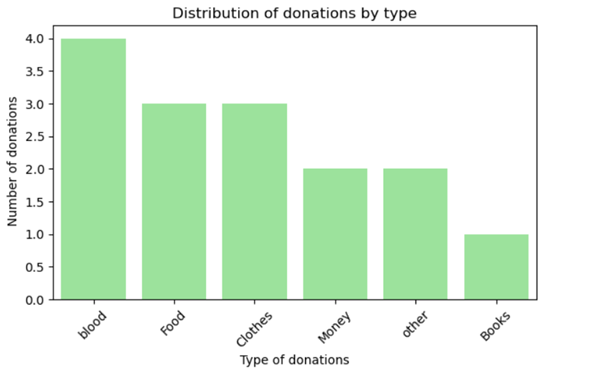 Distribution of donations by type
Number of donations
4.0
3.5
3.0
2.5
2.0
1.5
1.0
0.5
0.0
blood Food Clothes Money other Books
Type of donations